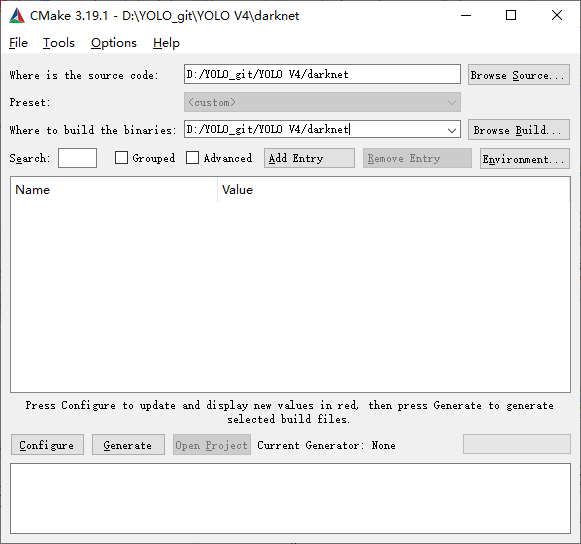 CMake 3.19.1 - D:\YOLO_git\YOLO V4\darknet
File Tools Options Help
Where is the source code: D:/YOLO_git/YOLO V4/darknet Browse Source...
Preset: <custom>
Where to build the binaries: D:/YOLO_git/YOLO V4/darknet Browse Build...
Search: Grouped Advanced Add Entry Remove Entry Environment...
Name Value
Press Configure to update and display new values in red, then press Generate to generate
selected build files.
Configure Generate Open Project Current Generator: None